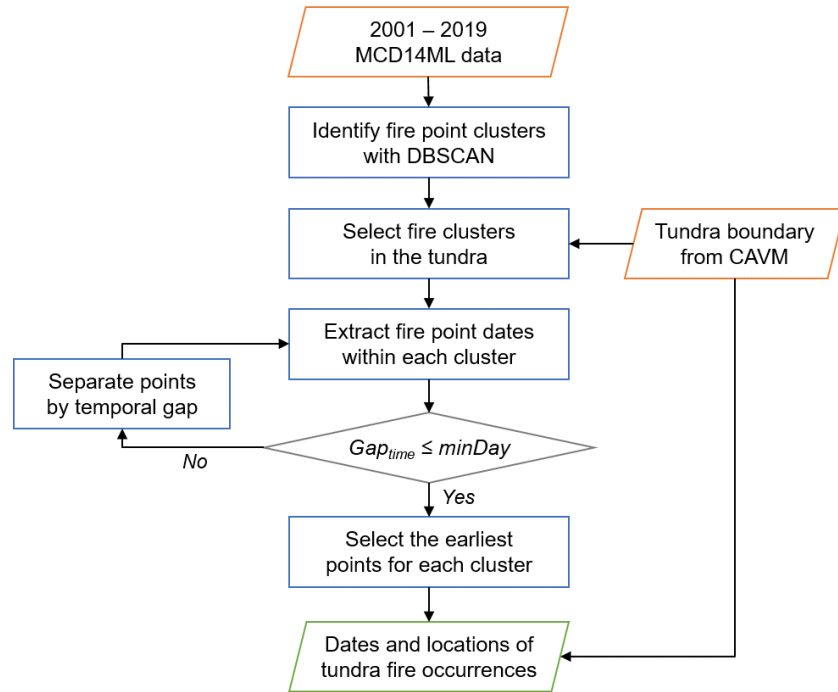 2001 – 2019
MCD14ML data
Identify fire point clusters
with DBSCAN
Select fire clusters
in the tundra
Tundra boundary
from CAVM
Extract fire point dates
within each cluster
Separate points
by temporal gap
Gaptime ≤ minDay
No
Yes
Select the earliest
points for each cluster
Dates and locations of
tundra fire occurrences